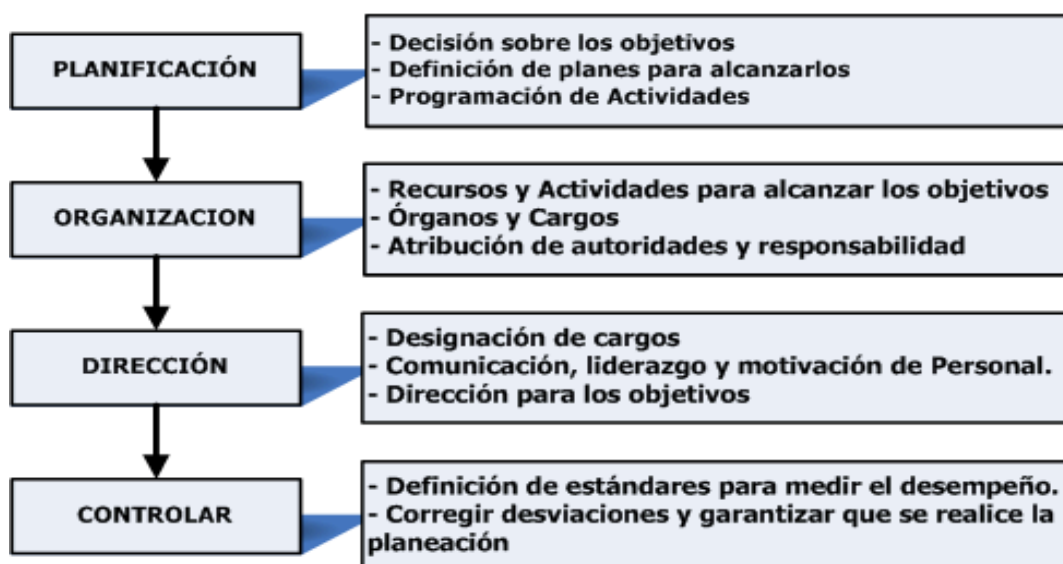 PLANIFICACIÓN
- Decisión sobre los objetivos
- Definición de planes para alcanzarlos
- Programación de Actividades
ORGANIZACION
- Recursos y Actividades para alcanzar los objetivos
- Órganos y Cargos
- Atribución de autoridades y responsabilidad
DIRECCIÓN
- Designación de cargos
- Comunicación, liderazgo y motivación de Personal.
- Dirección para los objetivos
CONTROLAR
- Definición de estándares para medir el desempeño.
- Corregir desviaciones y garantizar que se realice la
planeación